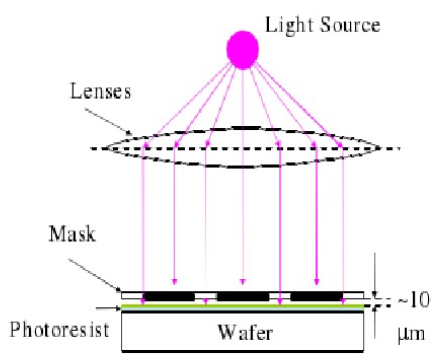 Light Source
Lenses
Mask
~10
μm
Photoresist
Wafer